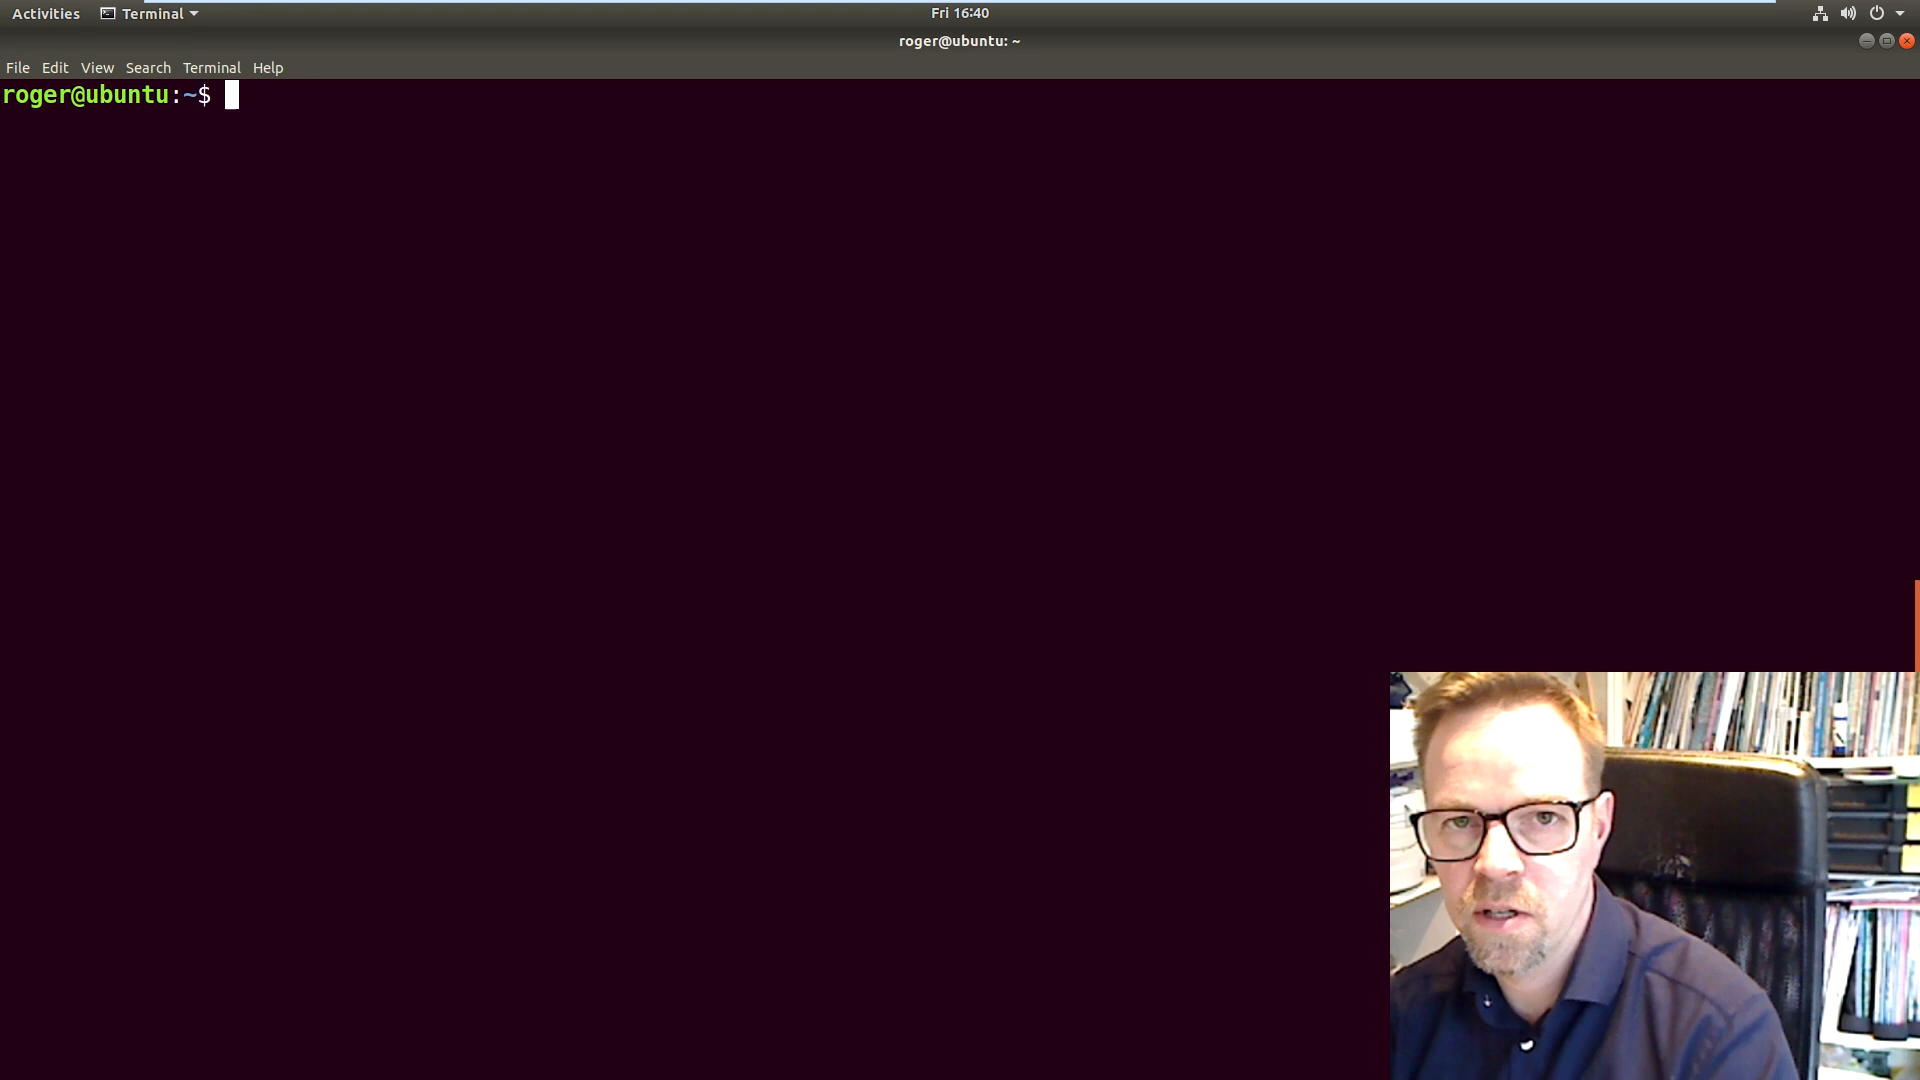 Activities Terminal Fri 16:40
roger@ubuntu: ~
File Edit View Search Terminal Help
roger@ubuntu:~$